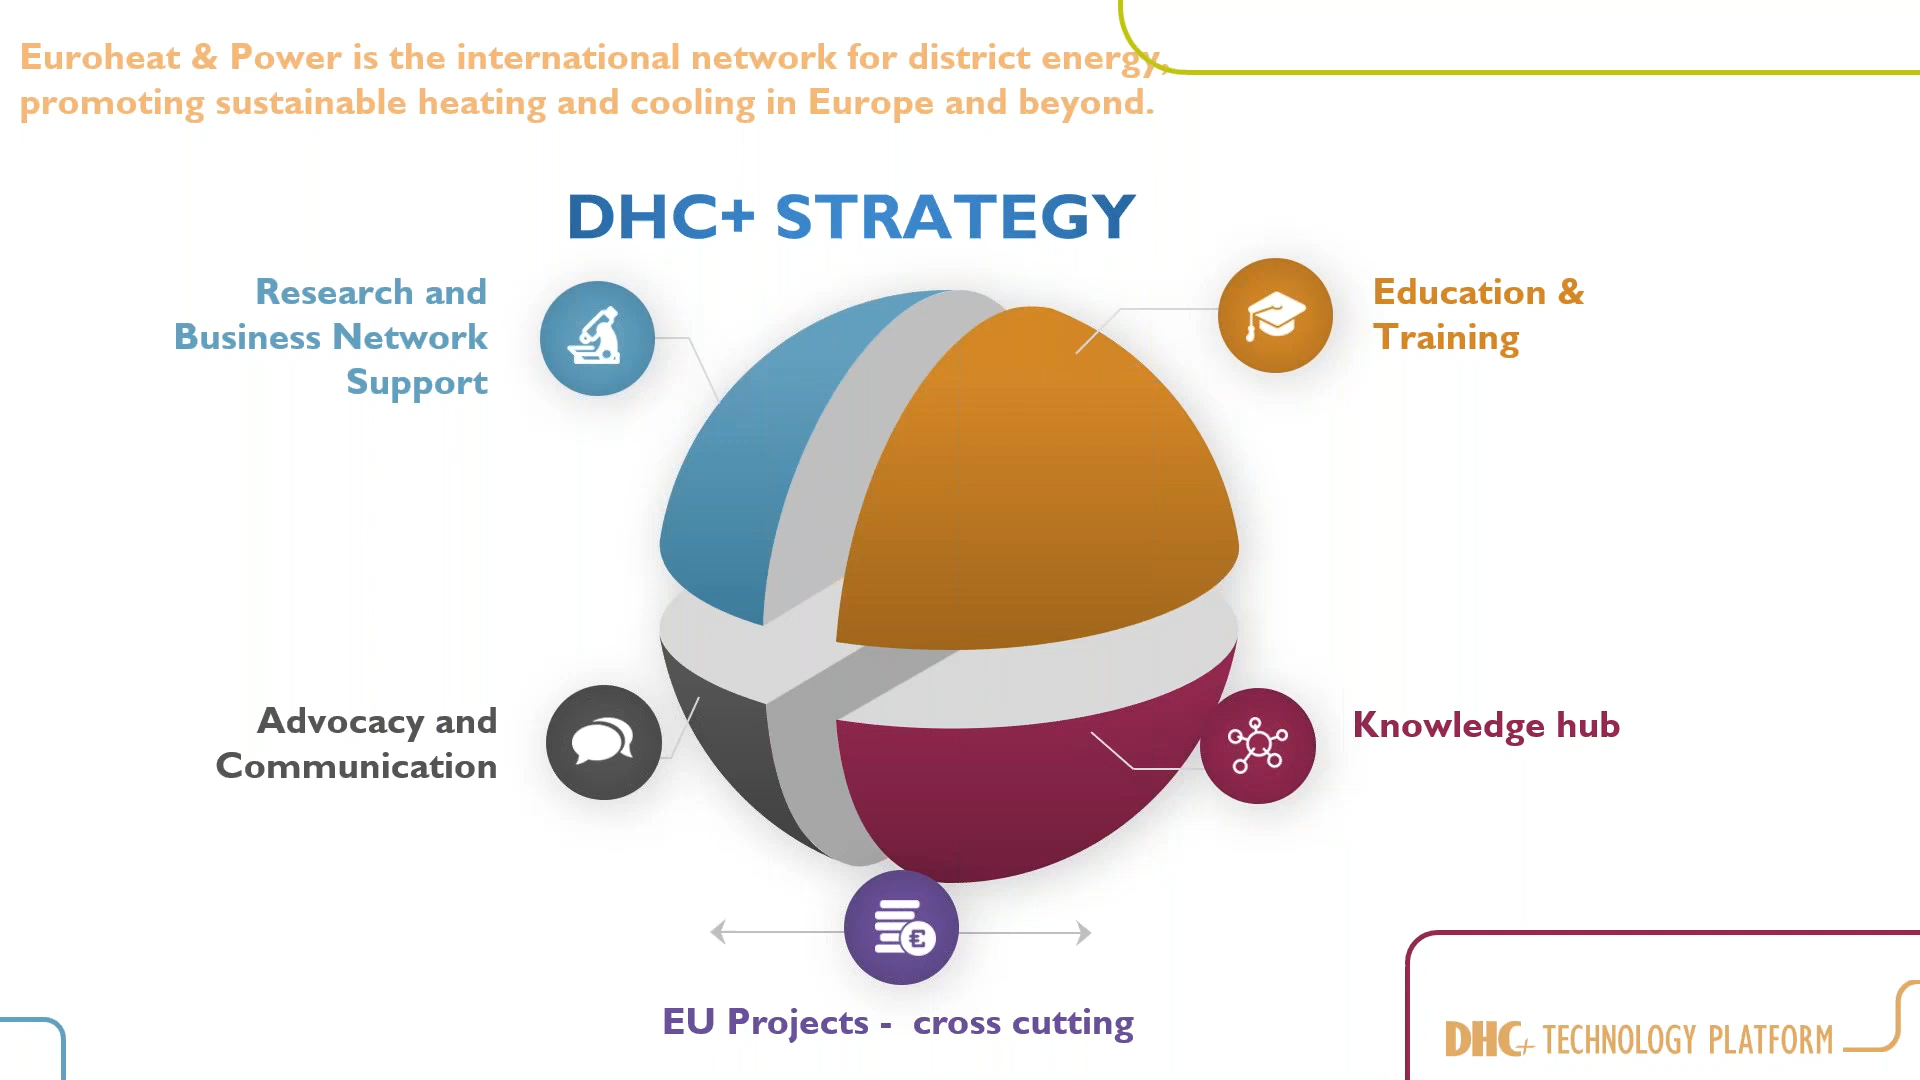 Euroheat & Power is the international network for district energy,
promoting sustainable heating and cooling in Europe and beyond.
DHC+ STRATEGY
Research and
Business Network
Support
Education &
Training
Advocacy and
Communication
Knowledge hub
€
EU Projects - cross cutting
DHC+ TECHNOLOGY PLATFORM